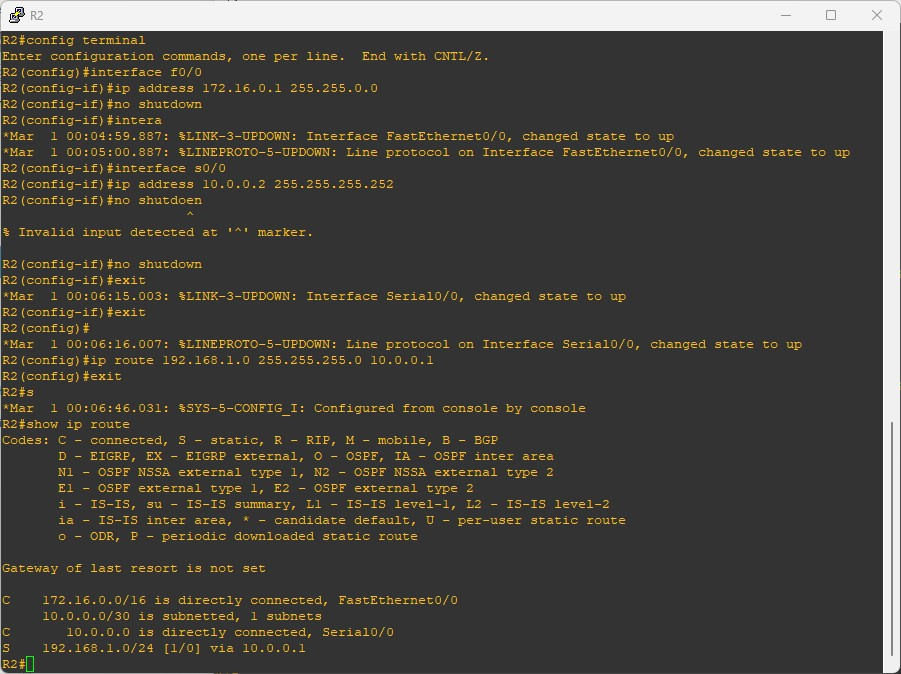 R2
R2#config terminal
Enter configuration commands, one per line.  End with CNTL/Z.
R2(config)#interface f0/0
R2(config-if)#ip address 172.16.0.1 255.255.0.0
R2(config-if)#no shutdown
R2(config-if)#intera
*Mar  1 00:04:59.887: %LINK-3-UPDOWN: Interface FastEthernet0/0, changed state to up
*Mar  1 00:05:00.887: %LINEPROTO-5-UPDOWN: Line protocol on Interface FastEthernet0/0, changed state to up
R2(config-if)#interface s0/0
R2(config-if)#ip address 10.0.0.2 255.255.255.252
R2(config-if)#no shutdoen
                       ^
% Invalid input detected at '^' marker.

R2(config-if)#no shutdown
R2(config-if)#exit
*Mar  1 00:06:15.003: %LINK-3-UPDOWN: Interface Serial0/0, changed state to up
R2(config-if)#exit
R2(config)#
*Mar  1 00:06:16.007: %LINEPROTO-5-UPDOWN: Line protocol on Interface Serial0/0, changed state to up
R2(config)#ip route 192.168.1.0 255.255.255.0 10.0.0.1
R2(config)#exit
R2#s
*Mar  1 00:06:46.031: %SYS-5-CONFIG_I: Configured from console by console
R2#show ip route
Codes: C - connected, S - static, R - RIP, M - mobile, B - BGP
       D - EIGRP, EX - EIGRP external, O - OSPF, IA - OSPF inter area
       N1 - OSPF NSSA external type 1, N2 - OSPF NSSA external type 2
       E1 - OSPF external type 1, E2 - OSPF external type 2
       i - IS-IS, su - IS-IS summary, L1 - IS-IS level-1, L2 - IS-IS level-2
       ia - IS-IS inter area, * - candidate default, U - per-user static route
       o - ODR, P - periodic downloaded static route

Gateway of last resort is not set

C    172.16.0.0/16 is directly connected, FastEthernet0/0
     10.0.0.0/30 is subnetted, 1 subnets
C       10.0.0.0 is directly connected, Serial0/0
S    192.168.1.0/24 [1/0] via 10.0.0.1
R2#